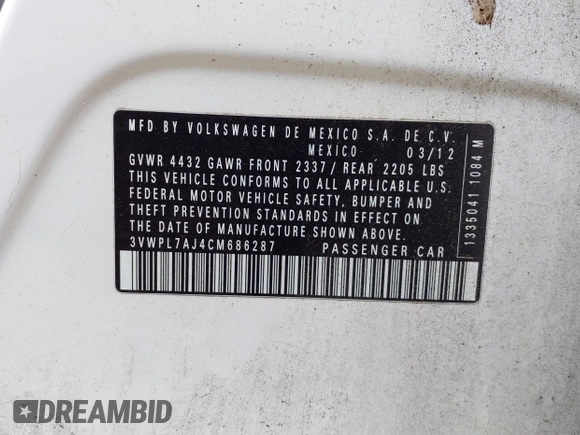 MFD BY VOLKSWAGEN DE MEXICO S.A. DE C.V.
MEXICO 03/12
GVWR 4432 GAWR FRONT 2337/ REAR 2205 LBS
THIS VEHICLE CONFORMS TO ALL APPLICABLE U.S.
FEDERAL MOTOR VEHICLE SAFETY, BUMPER AND
THEFT PREVENTION STANDARDS IN EFFECT ON
THE DATE OF MANUFACTURE SHOWN ABOVE.
3VWPL7AJ4CM686287 PASSENGER CAR
1335041 1084 M
DREAMBID